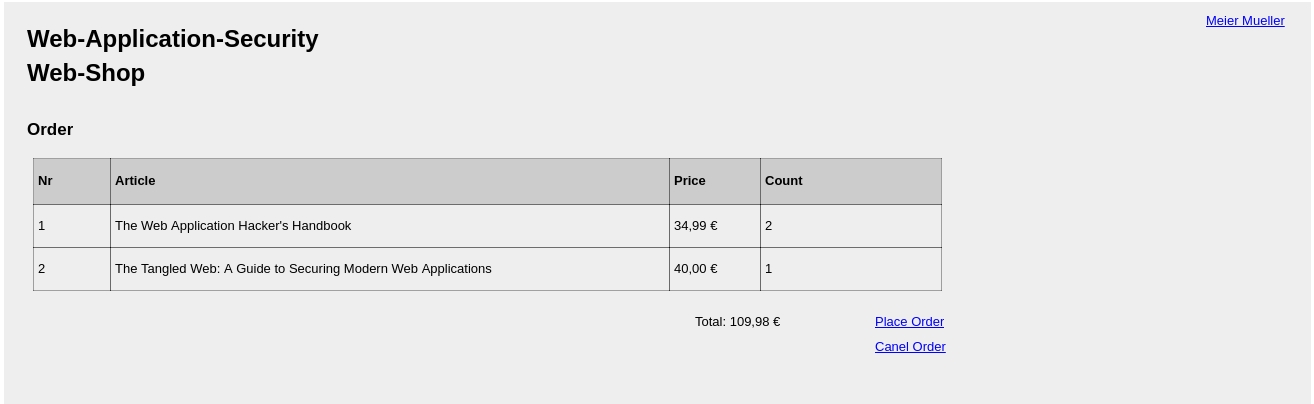 Meier Mueller
Web-Application-Security
Web-Shop
Order
Nr Article Price Count
1 The Web Application Hacker's Handbook 34,99 € 2
2 The Tangled Web: A Guide to Securing Modern Web Applications 40,00 € 1
Total: 109,98 € Place Order
Canel Order